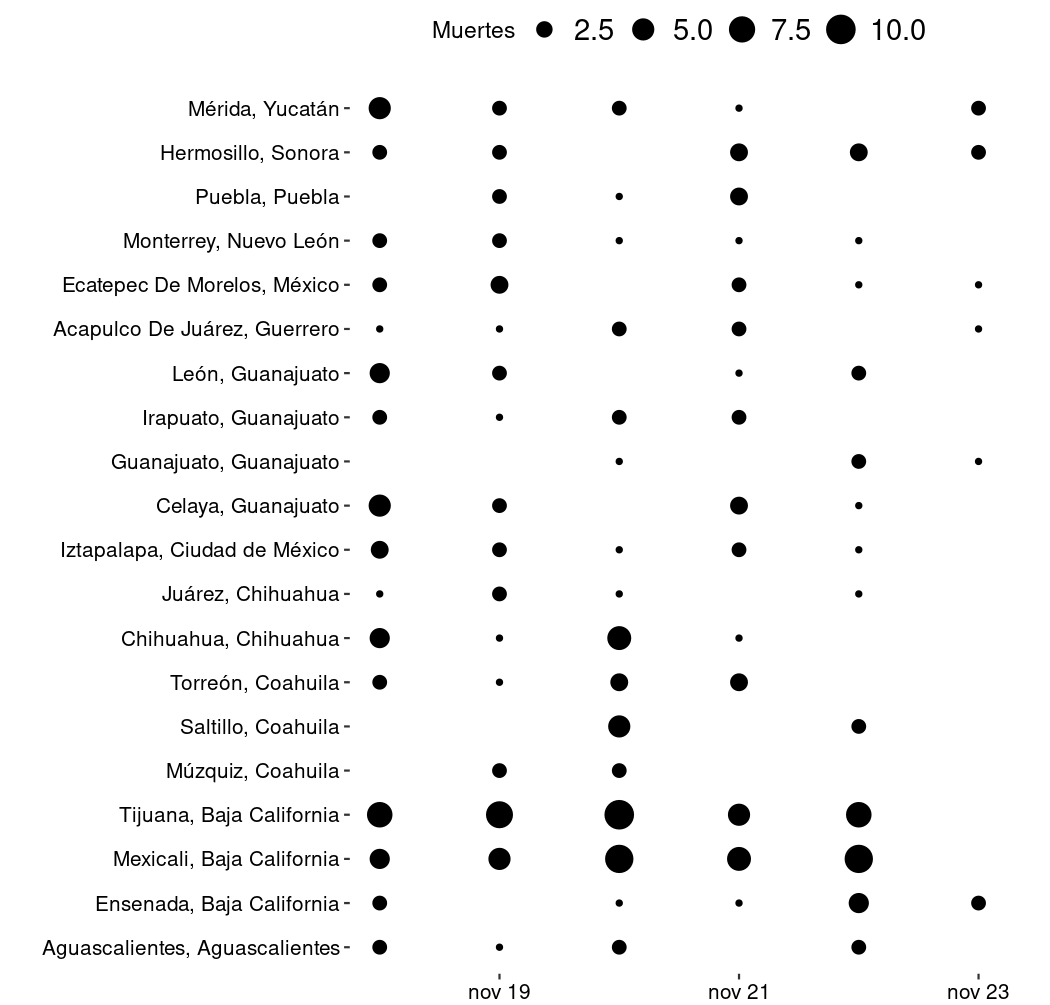 Muertes 2.5 5.0 7.5 10.0
Mérida, Yucatán
Hermosillo, Sonora
Puebla, Puebla
Monterrey, Nuevo León
Ecatepec De Morelos, México
Acapulco De Juárez, Guerrero
León, Guanajuato
Irapuato, Guanajuato
Guanajuato, Guanajuato
Celaya, Guanajuato
Iztapalapa, Ciudad de México
Juárez, Chihuahua
Chihuahua, Chihuahua
Torreón, Coahuila
Saltillo, Coahuila
Múzquiz, Coahuila
Tijuana, Baja California
Mexicali, Baja California
Ensenada, Baja California
Aguascalientes, Aguascalientes
nov 19 nov 21 nov 23